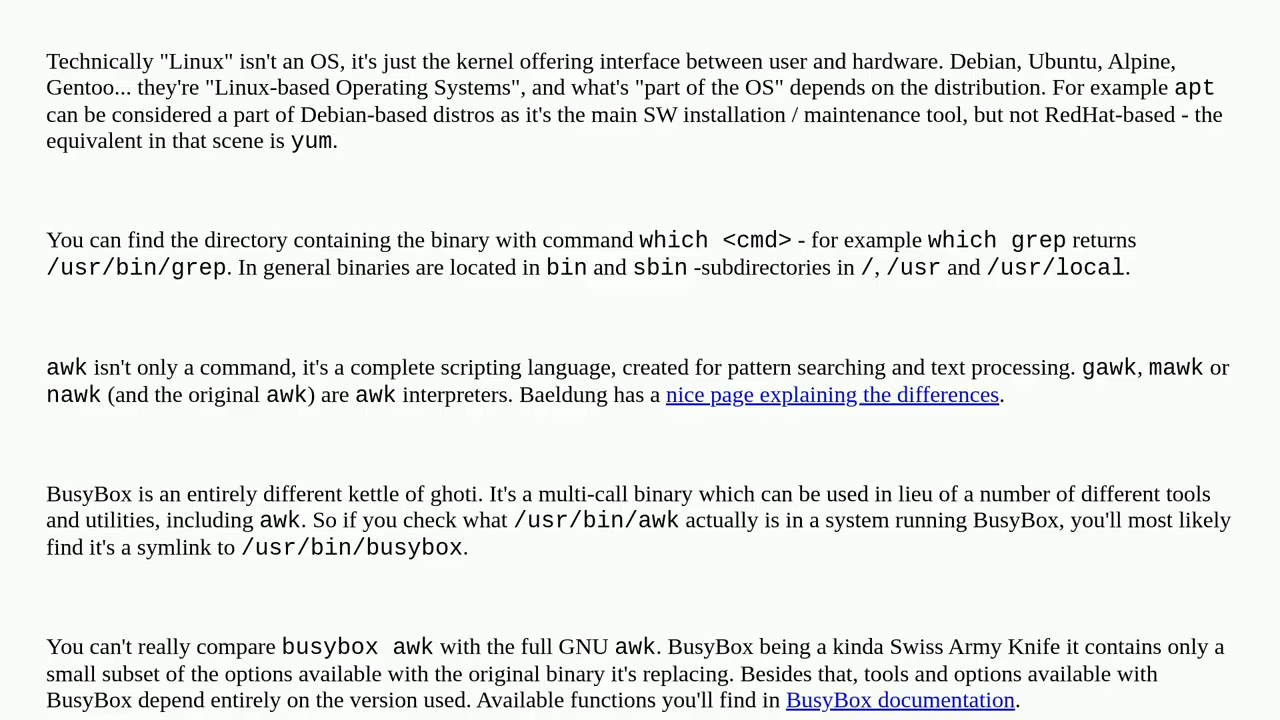 Technically "Linux" isn't an OS, it's just the kernel offering interface between user and hardware. Debian, Ubuntu, Alpine,
Gentoo... they're "Linux-based Operating Systems", and what's "part of the OS" depends on the distribution. For example apt
can be considered a part of Debian-based distros as it's the main SW installation / maintenance tool, but not RedHat-based - the
equivalent in that scene is yum.
You can find the directory containing the binary with command which <cmd> - for example which grep returns
/usr/bin/grep. In general binaries are located in bin and sbin -subdirectories in /, /usr and /usr/local.
awk isn't only a command, it's a complete scripting language, created for pattern searching and text processing. gawk, mawk or
nawk (and the original awk) are awk interpreters. Baeldung has a nice page explaining the differences.
BusyBox is an entirely different kettle of ghoti. It's a multi-call binary which can be used in lieu of a number of different tools
and utilities, including awk. So if you check what /usr/bin/awk actually is in a system running BusyBox, you'll most likely
find it's a symlink to /usr/bin/busybox.
You can't really compare busybox awk with the full GNU awk. BusyBox being a kinda Swiss Army Knife it contains only a
small subset of the options available with the original binary it's replacing. Besides that, tools and options available with
BusyBox depend entirely on the version used. Available functions you'll find in BusyBox documentation.